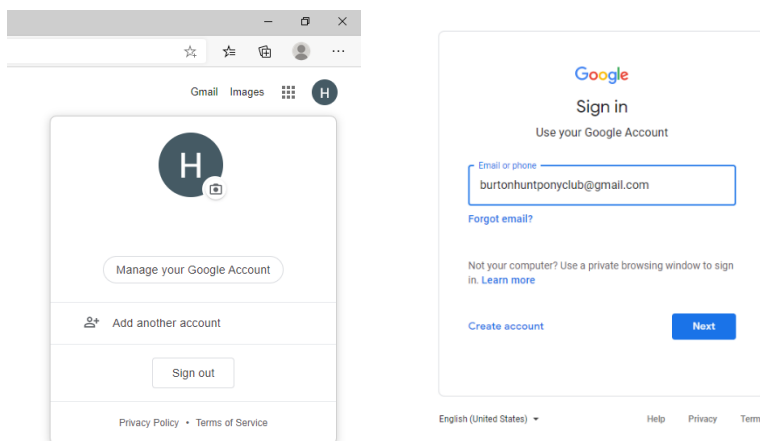 Gmail Images
H
H
Manage your Google Account
Add another account
Sign out
Privacy Policy • Terms of Service
Google
Sign in
Use your Google Account
Email or phone
burtonhuntponyclub@gmail.com
Forgot email?
Not your computer? Use a private browsing window to sign
in. Learn more
Create account
Next
English (United States)
Help Privacy Term